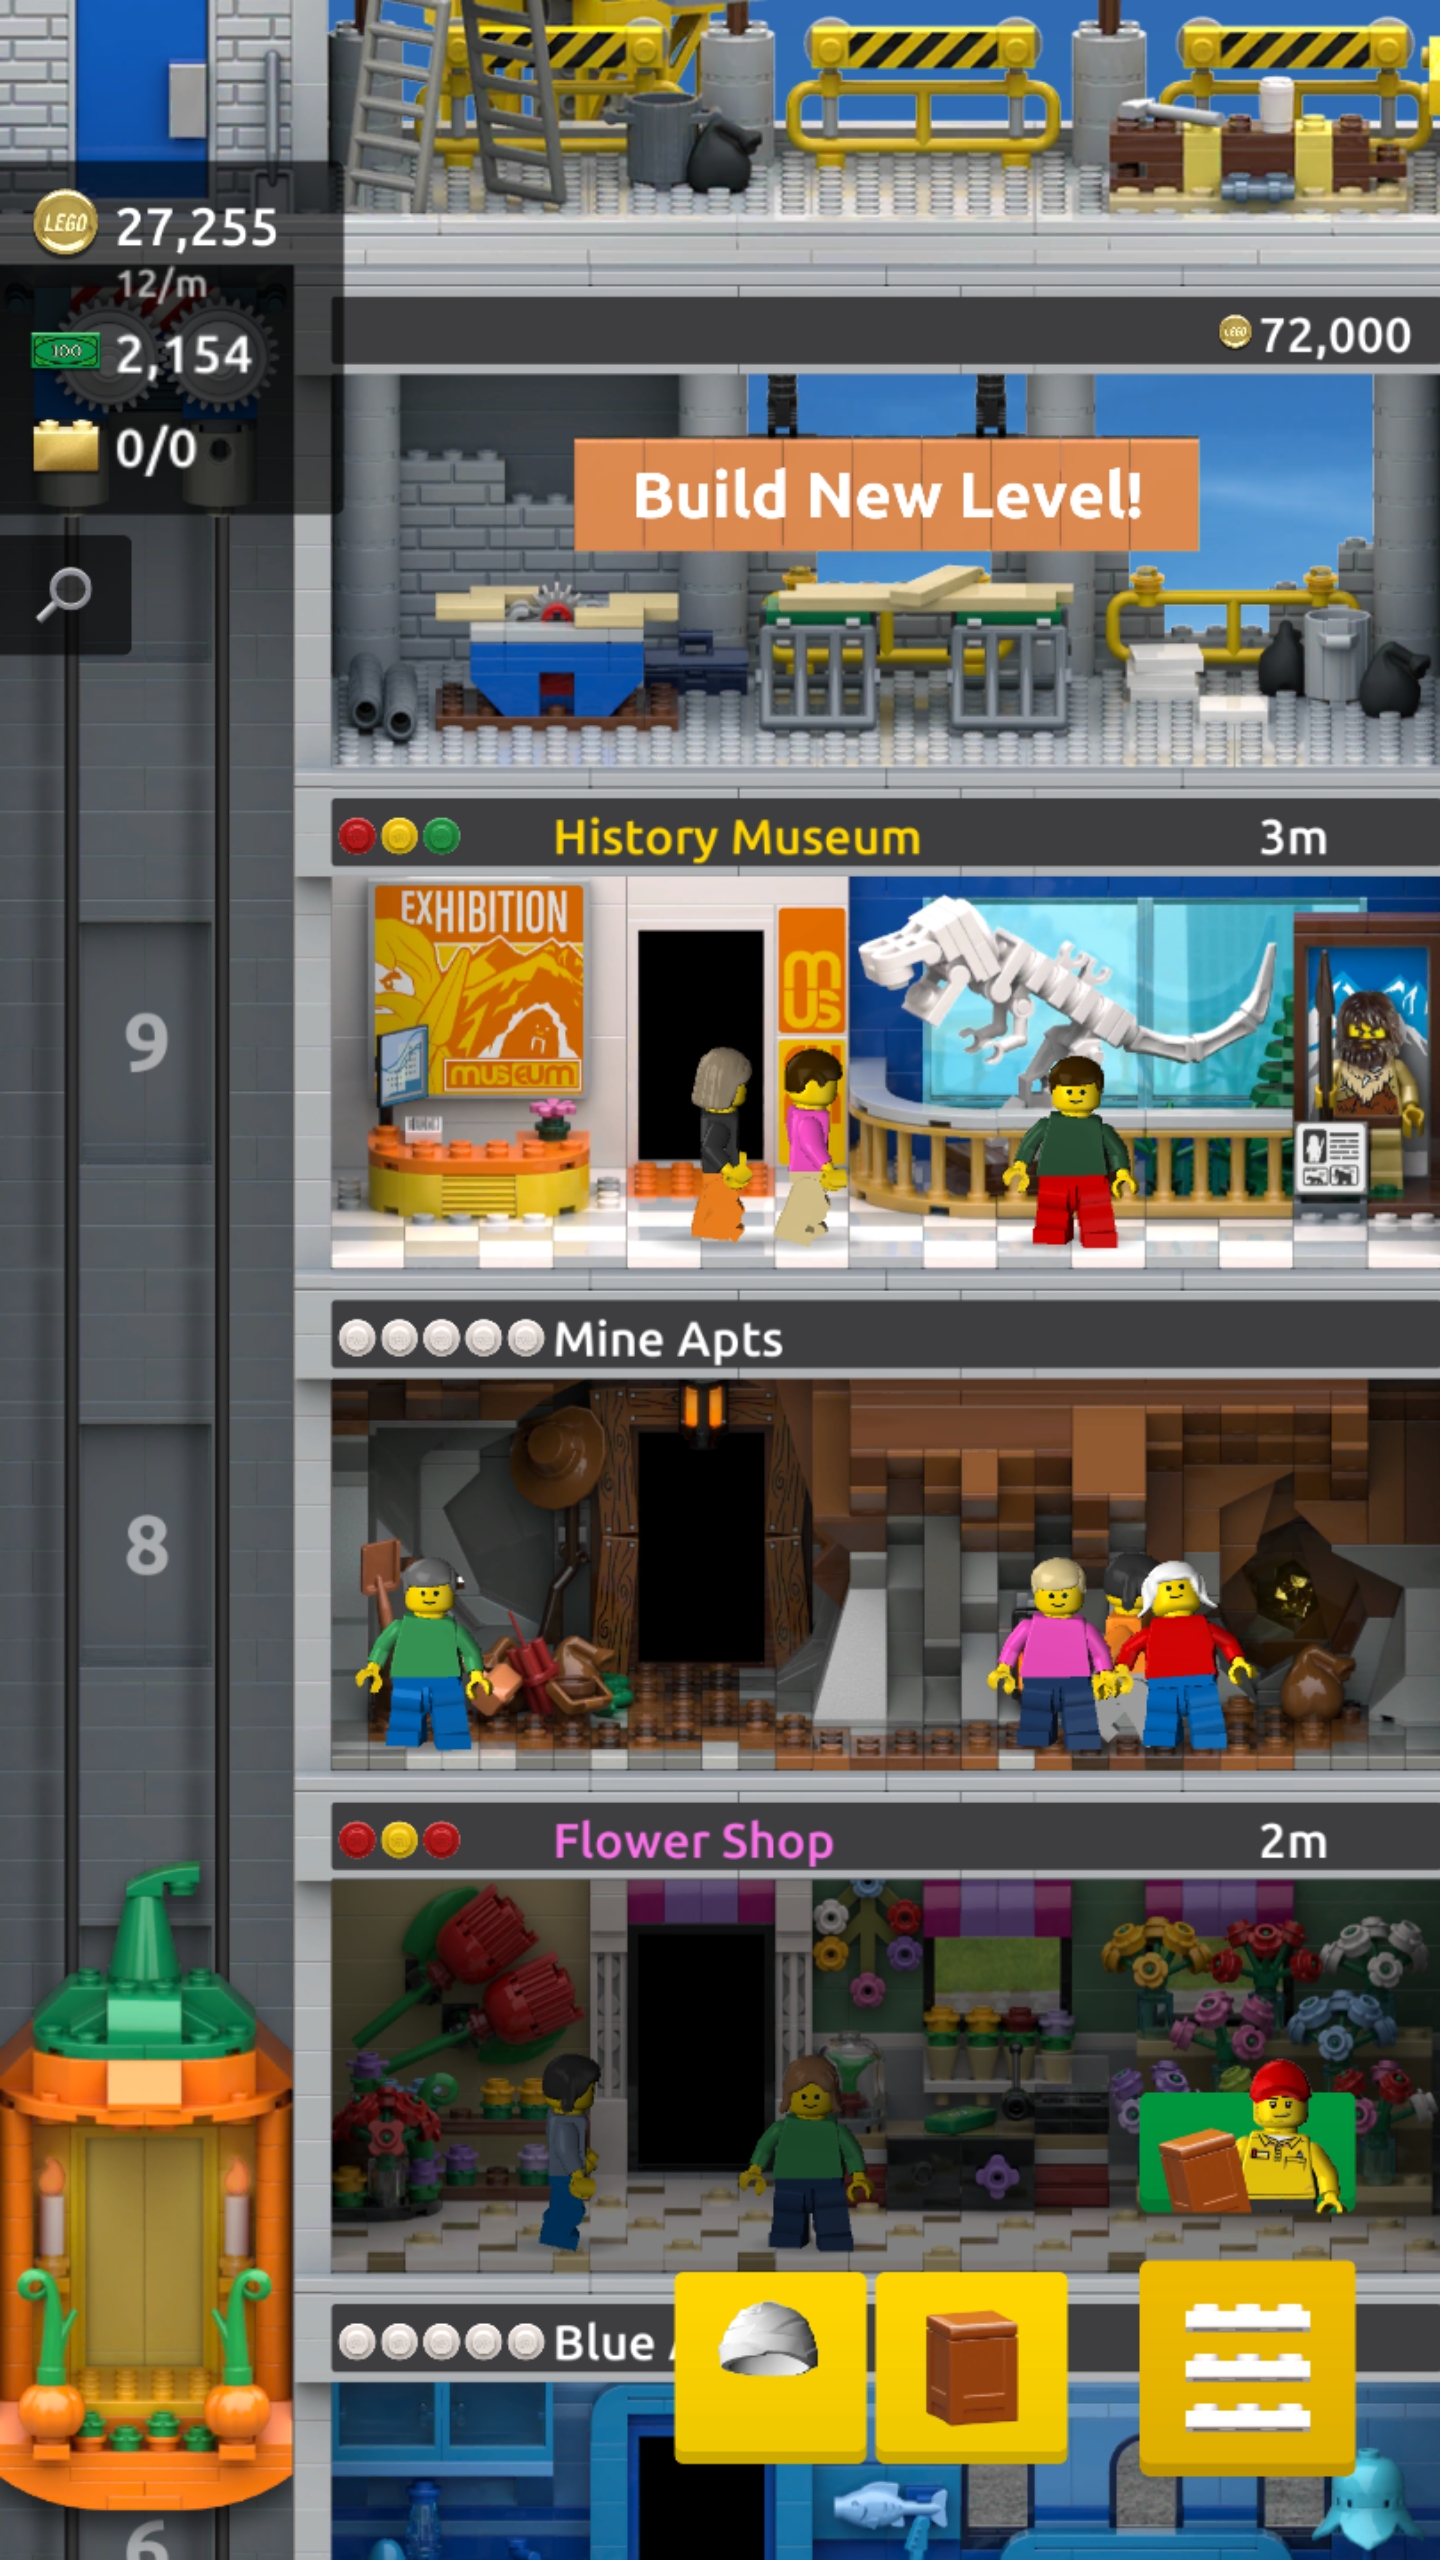 LEGO 27,255
12/m
100 2,154
0/0
72,000
Build New Level!
History Museum 3m
EXHIBITION
MUSEUM
MUS
9
Mine Apts
8
Flower Shop 2m
Blue
6